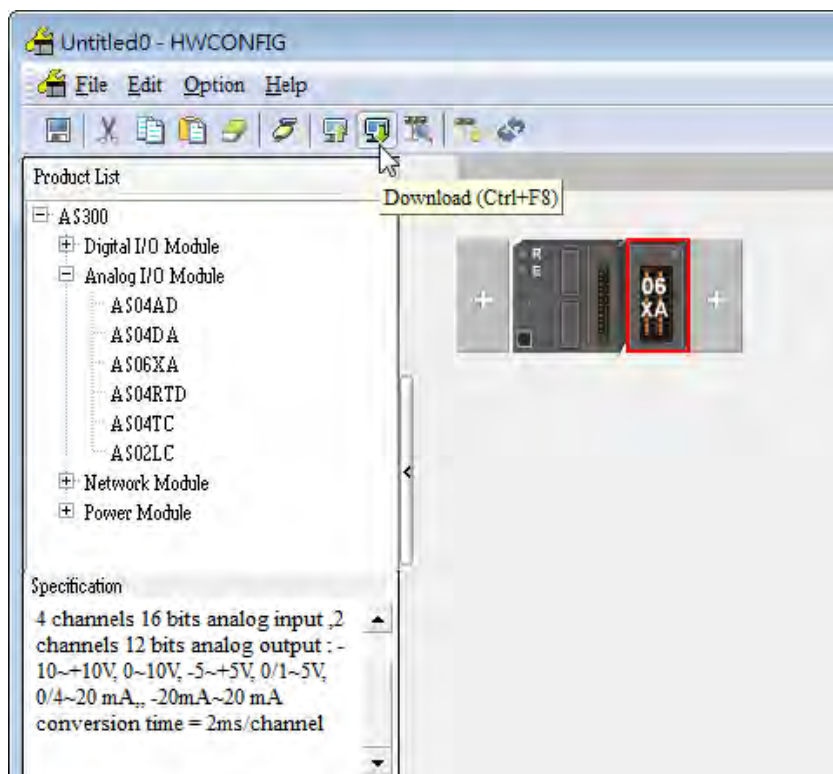 Untitled0 - HWCONFIG
File Edit Option Help
Product List
Download (Ctrl+F8)
AS300
Digital I/O Module
Analog I/O Module
AS04AD
AS04DA
AS06XA
AS04RTD
AS04TC
AS02LC
Network Module
Power Module
R
E
06
XA
Specification
4 channels 16 bits analog input ,2
channels 12 bits analog output : -
10~+10V, 0~10V, -5~+5V, 0/1~5V,
0/4~20 mA,, -20mA~20 mA
conversion time = 2ms/channel